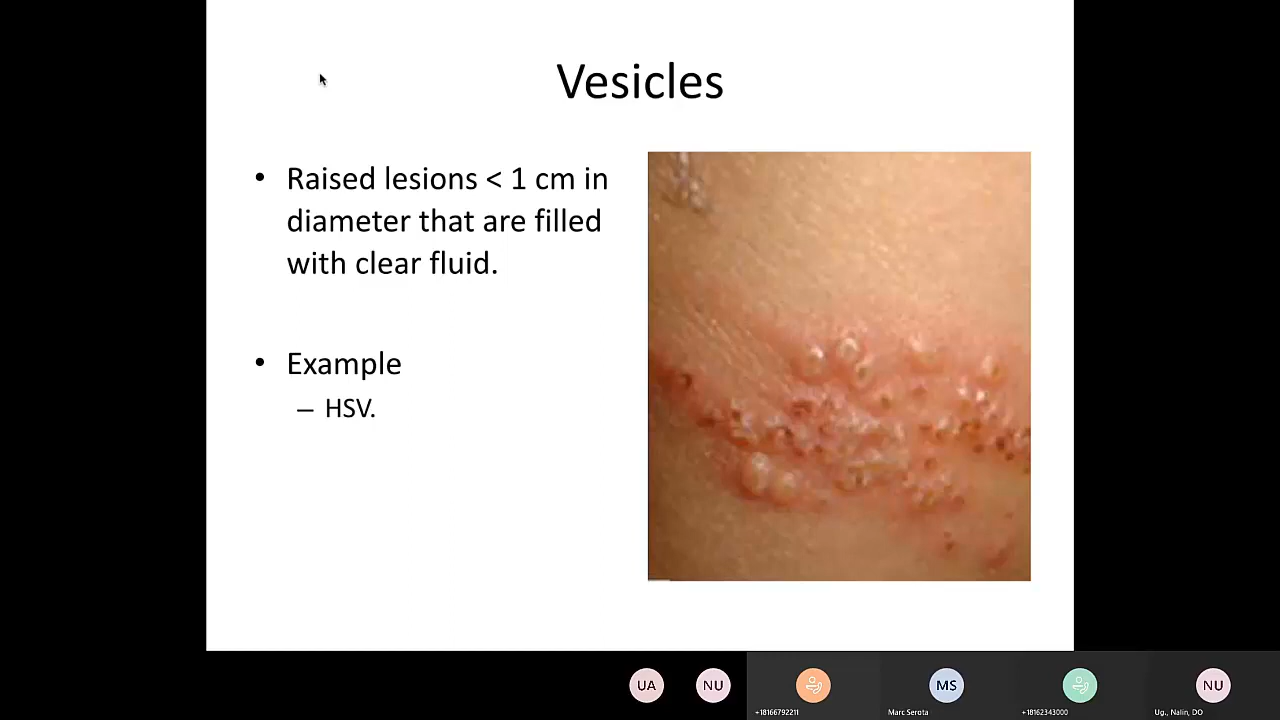 Vesicles
• Raised lesions < 1 cm in
diameter that are filled
with clear fluid.
• Example
– HSV.
UA
NU
MS
NU
+18166792211
Marc Serota
+18162343000
Ug., Nalin, DO